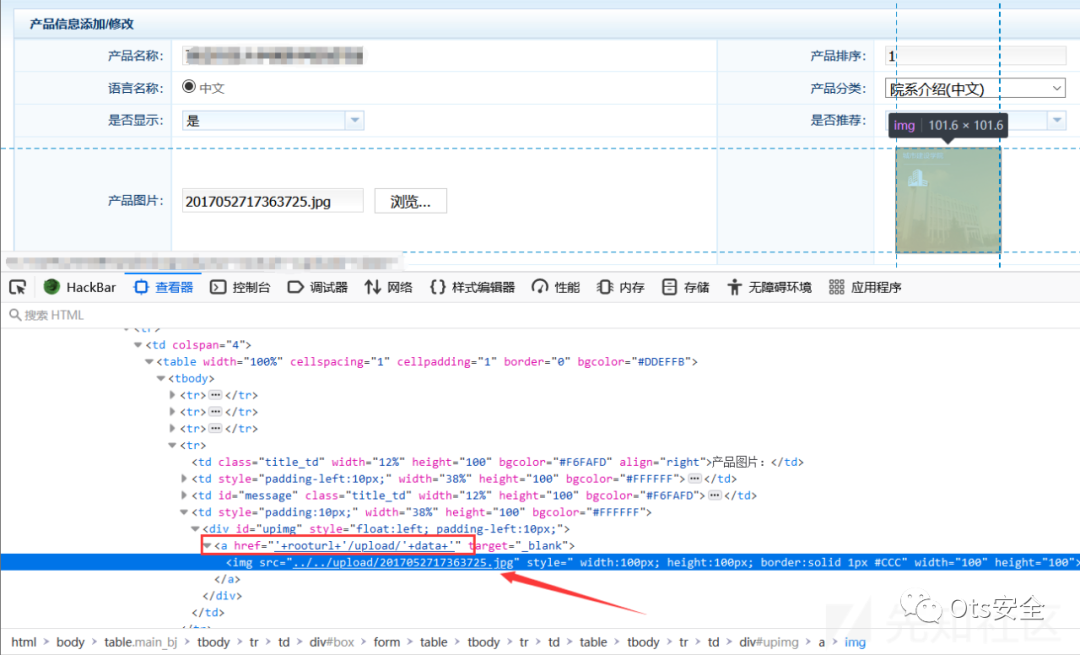 产品信息添加/修改
产品名称: 产品排序: 1
语言名称: 中文 产品分类: 院系介绍(中文)
是否显示: 是 是否推荐:
img 101.6 × 101.6
产品图片: 2017052717363725.jpg 浏览...
HackBar 查看器 控制台 调试器 网络 {} 样式编辑器 性能 内存 存储 无障碍环境 应用程序
搜索 HTML
<tr>
<td colspan="4">
<table width="100%" cellspacing="1" cellpadding="1" border="0" bgcolor="#DDEFFB">
<tbody>
<tr>…</tr>
<tr>…</tr>
<tr>…</tr>
<tr>
<td class="title_td" width="12%" height="100" bgcolor="#F6FAFD" align="right">产品图片: </td>
<td style="padding-left:10px;" width="38%" height="100" bgcolor="#FFFFFF">…</td>
<td id="message" class="title_td" width="12%" height="100" bgcolor="#F6FAFD">…</td>
<td style="padding:10px;" width="38%" height="100" bgcolor="#FFFFFF">
<div id="upimg" style="float:left; padding-left:10px;">
<a href="'+rooturl+'/upload/'+data+'" target="_blank">
<img src="../../upload/2017052717363725.jpg" style=" width:100px; height:100px; border:solid 1px #CCC" width="100" height="100">
</a>
</div>
</td>
Ots安全
先知社区
html > body > table.main_bj > tbody > tr > td > div#box > form > table > tbody > tr > td > table > tbody > tr > td > div#upimg > a > img